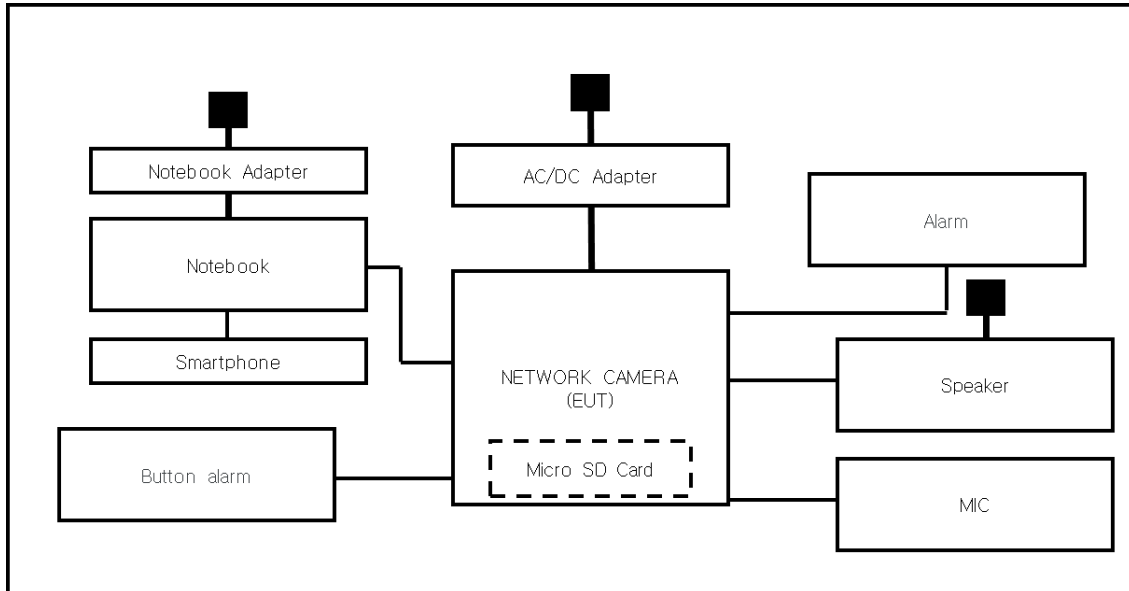 Notebook Adapter
AC/DC Adapter
Alarm
Notebook
Smartphone
NETWORK CAMERA
(EUT)
Speaker
Button alarm
Micro SD Card
MIC